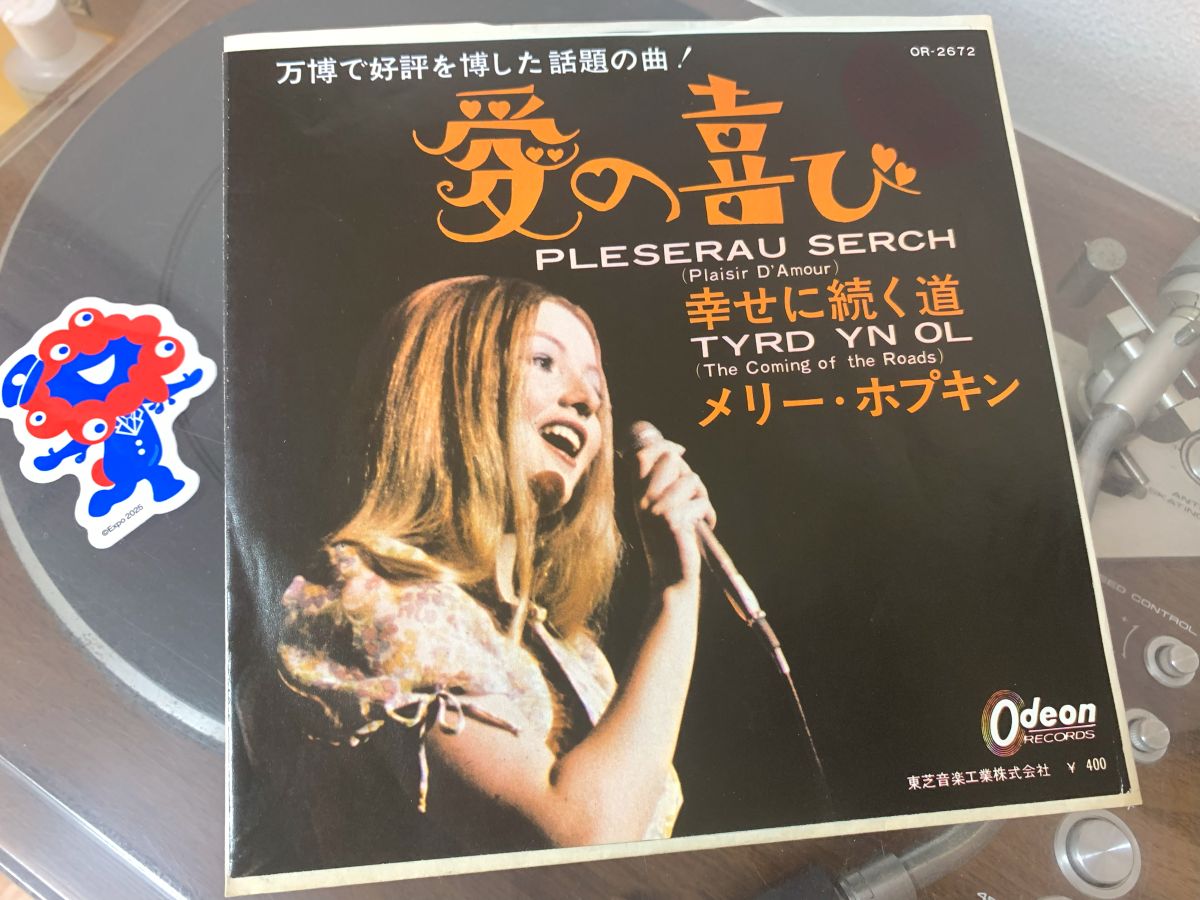 万博で好評を博した話題の曲!
OR-2672
愛の喜び
PLESERAU SERCH
(Plaisir D'Amour)
幸せに続く道
TYRD YN OL
(The Coming of the Roads)
メリー・ホプキン
©Expo 2025
Odeon
RECORDS
東芝音楽工業株式会社 ¥ 400